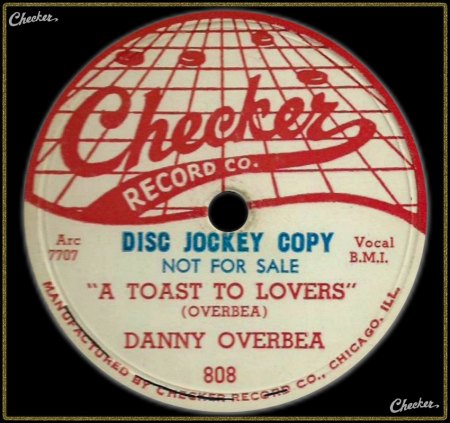 Checker
Checker
RECORD CO.
Arc
7707
DISC JOCKEY COPY
NOT FOR SALE
Vocal
B.M.I.
"A TOAST TO LOVERS"
(OVERBEA)
DANNY OVERBEA
808
MANUFACTURED BY CHECKER RECORD CO., CHICAGO, ILL.
Checker